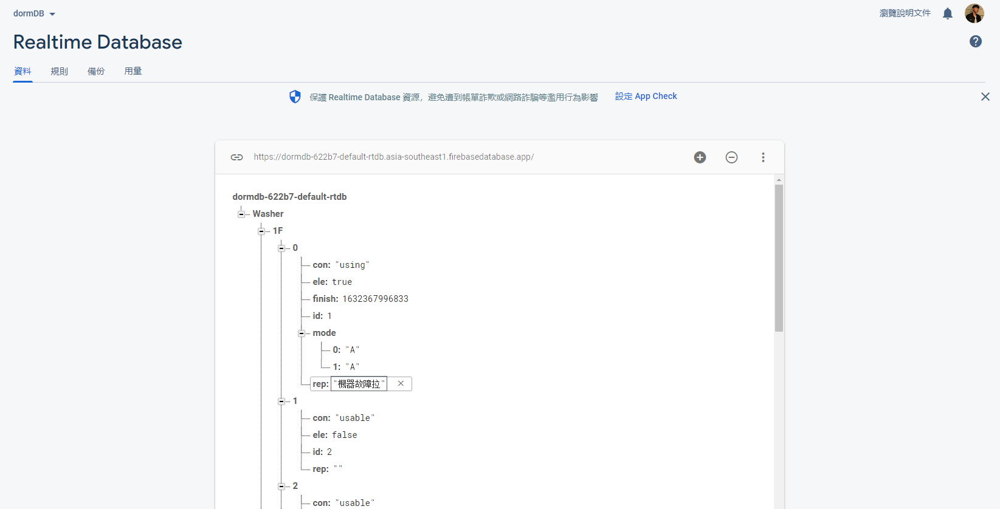 dormDB
瀏覽說明文件
Realtime Database
資料 規則 備份 用量
保護 Realtime Database 資源，避免遭到帳單詐欺或網路詐騙等濫用行為影響 設定 App Check
https://dormdb-622b7-default-rtdb.asia-southeast1.firebasedatabase.app/
dormdb-622b7-default-rtdb
Washer
1F
0
con: "using"
ele: true
finish: 1632367996833
id: 1
mode
0: "A"
1: "A"
rep: "機器故障拉"
1
con: "usable"
ele: false
id: 2
rep: ""
2
con: "usable"